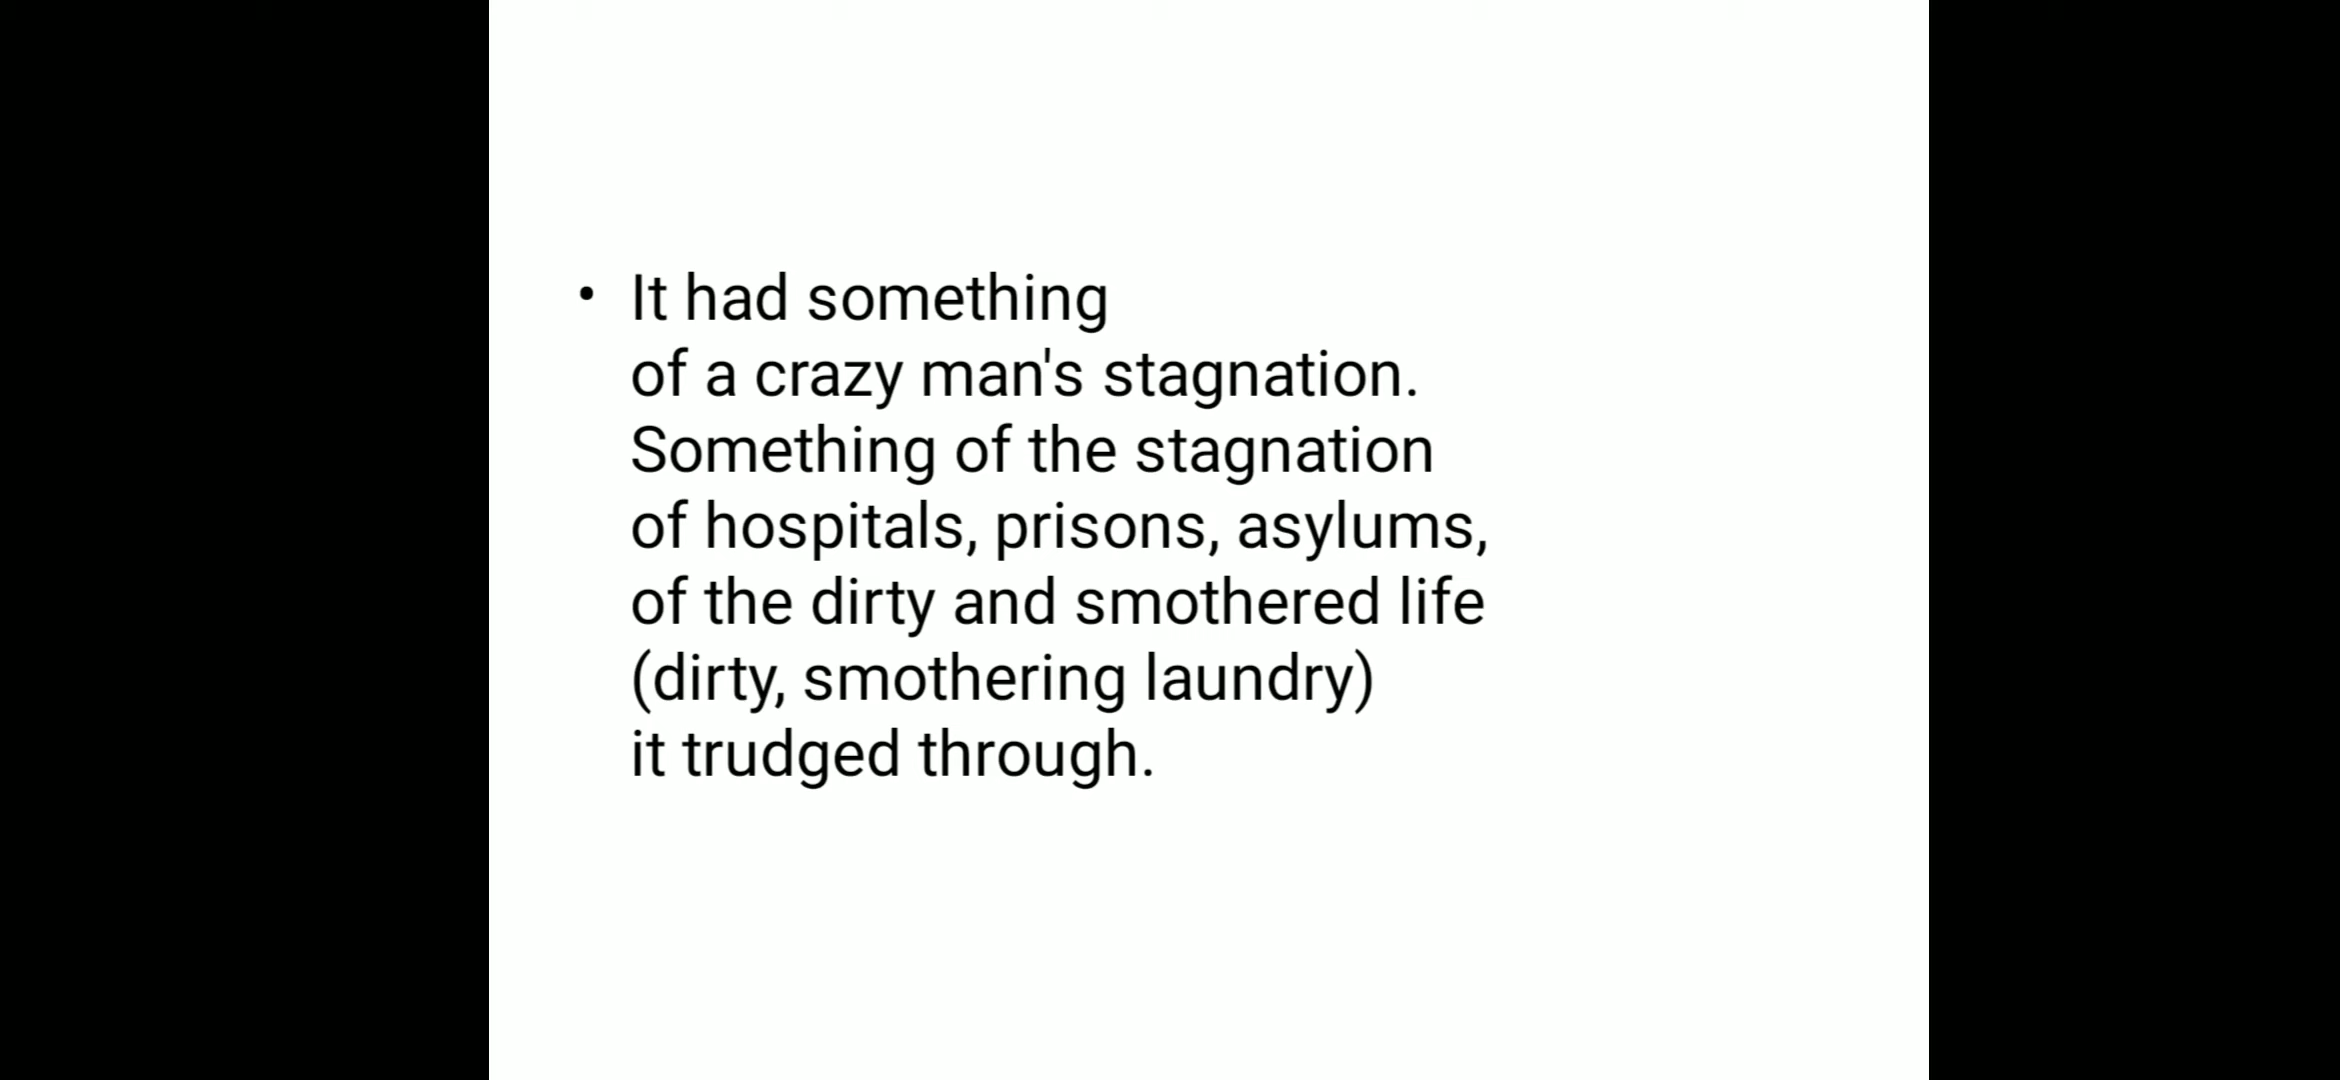 • It had something
of a crazy man's stagnation.
Something of the stagnation
of hospitals, prisons, asylums,
of the dirty and smothered life
(dirty, smothering laundry)
it trudged through.